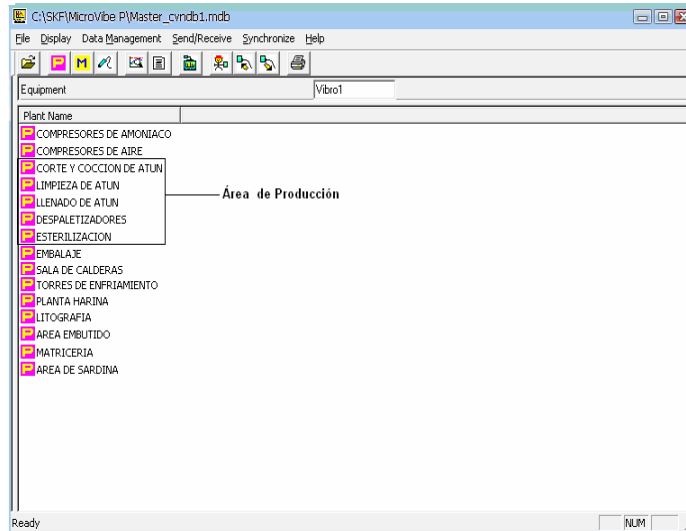 C:\SKF\MicroVibe P\Master_cvndb1.mdb
File Display Data Management Send/Receive Synchronize Help
P M
Equipment Vibro1
Plant Name
P COMPRESORES DE AMONIACO
P COMPRESORES DE AIRE
P CORTE Y COCCION DE ATUN
P LIMPIEZA DE ATUN
Área de Producción
P LLENADO DE ATUN
P DESPALETIZADORES
P ESTERILIZACION
P EMBALAJE
P SALA DE CALDERAS
P TORRES DE ENFRIAMIENTO
P PLANTA HARINA
P LITOGRAFIA
P AREA EMBUTIDO
P MATRICERIA
P AREA DE SARDINA
Ready NUM